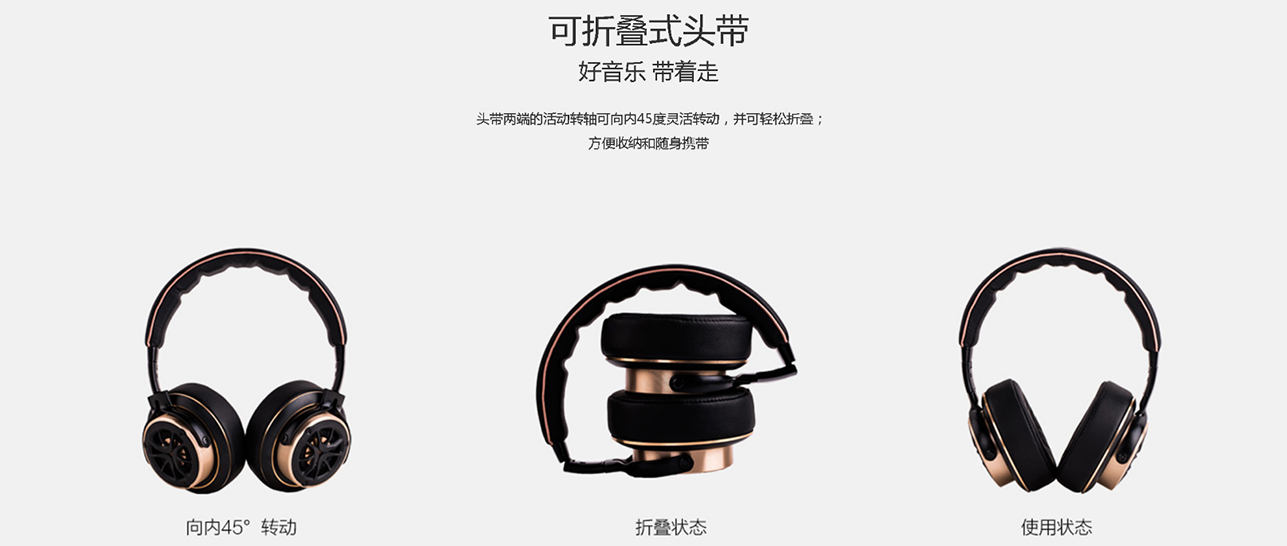 可折叠式头带
好音乐 带着走
头带两端的活动转轴可向内45度灵活转动，并可轻松折叠；
方便收纳和随身携带
向内45° 转动
折叠状态
使用状态